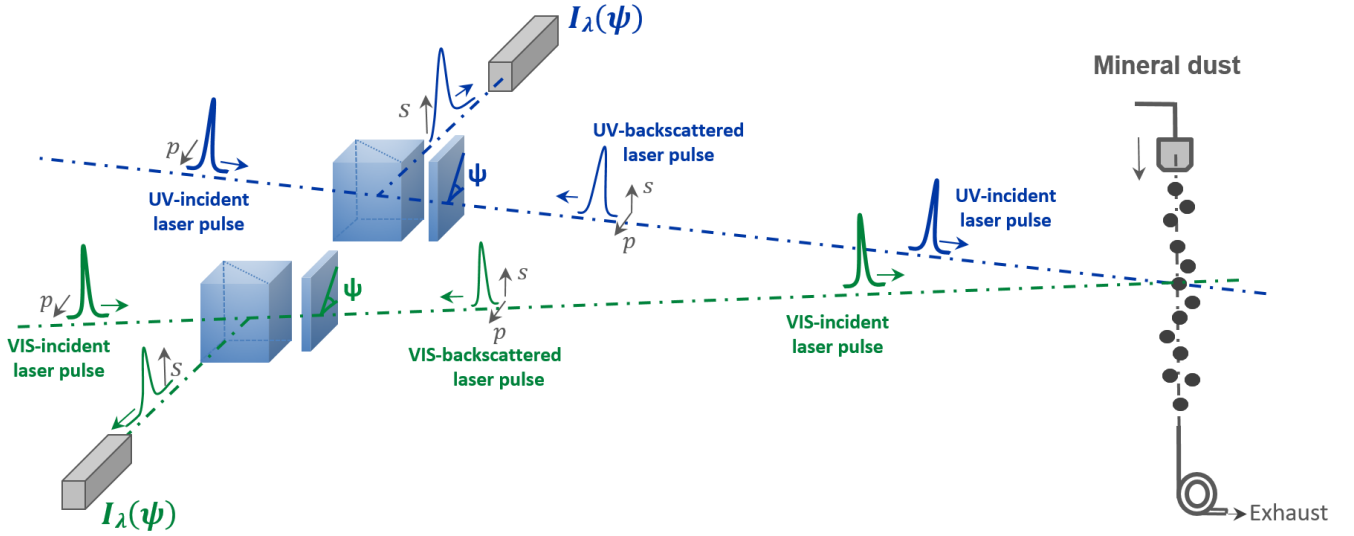 I_λ(ψ)
Mineral dust
s
UV-backscattered
laser pulse
p
ψ
s
p
UV-incident
laser pulse
UV-incident
laser pulse
ψ
s
p
p
VIS-incident
laser pulse
VIS-backscattered
laser pulse
VIS-incident
laser pulse
s
I_λ(ψ)
Exhaust